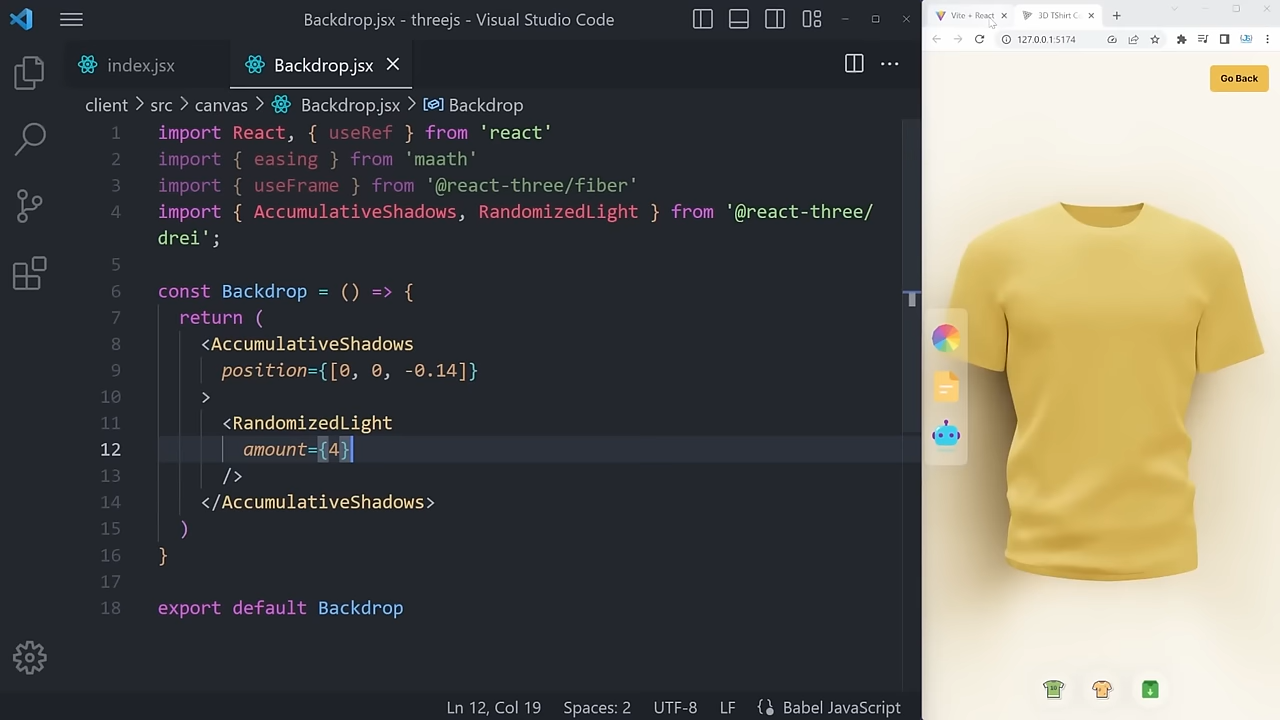 Backdrop.jsx - threejs - Visual Studio Code
index.jsx
Backdrop.jsx
client > src > canvas > Backdrop.jsx > Backdrop
1 import React, { useRef } from 'react'
2 import { easing } from 'maath'
3 import { useFrame } from '@react-three/fiber'
4 import { AccumulativeShadows, RandomizedLight } from '@react-three/
drei';
5
6 const Backdrop = () => {
7 return (
8 <AccumulativeShadows
9 position={[0, 0, -0.14]}
10 >
11 <RandomizedLight
12 amount={4}
13 />
14 </AccumulativeShadows>
15 )
16 }
17
18 export default Backdrop
Ln 12, Col 19
Spaces: 2
UTF-8
LF
Babel JavaScript
Vite + React
3D TShirt C
127.0.0.1:5174
Go Back